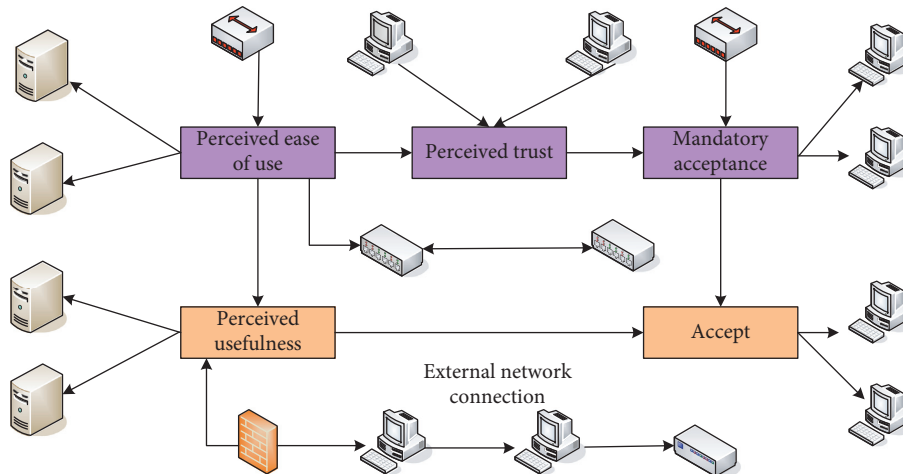 Perceived ease
of use
Perceived trust
Mandatory
acceptance
Perceived
usefulness
Accept
External network
connection